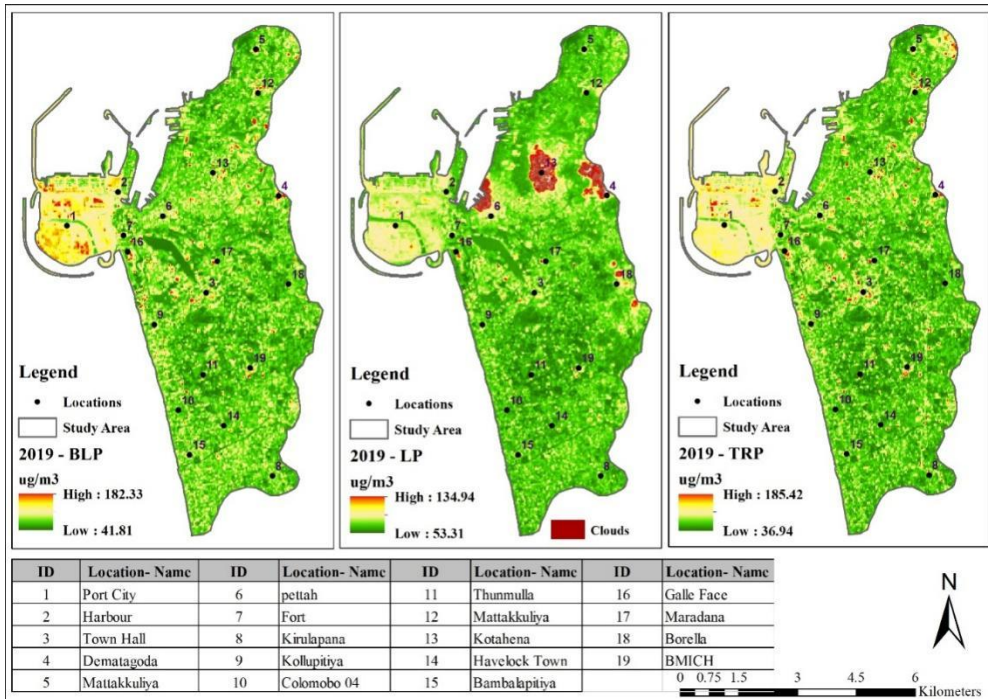 5
12
13
4
2
1
6
7
16
17
3
18
9
19
11
10
14
15
8
Legend
Locations
Study Area
2019 - BLP
ug/m3
High : 182.33
Low : 41.81
5
12
13
4
2
1
6
7
16
17
3
18
9
19
11
10
14
15
8
Legend
Locations
Study Area
2019 - LP
ug/m3
High : 134.94
Low : 53.31
Clouds
5
12
13
4
2
1
6
7
16
17
3
18
9
19
11
10
14
15
8
Legend
Locations
Study Area
2019 - TRP
ug/m3
High : 185.42
Low : 36.94
ID Location- Name ID Location- Name ID Location- Name ID Location- Name
1 Port City 6 pettah 11 Thunmulla 16 Galle Face
2 Harbour 7 Fort 12 Mattakkuliya 17 Maradana
3 Town Hall 8 Kirulapana 13 Kotahena 18 Borella
4 Dematagoda 9 Kollupitiya 14 Havelock Town 19 BMICH
5 Mattakkuliya 10 Colomobo 04 15 Bambalapitiya
N
0 0.75 1.5 3 4.5 6
Kilometers